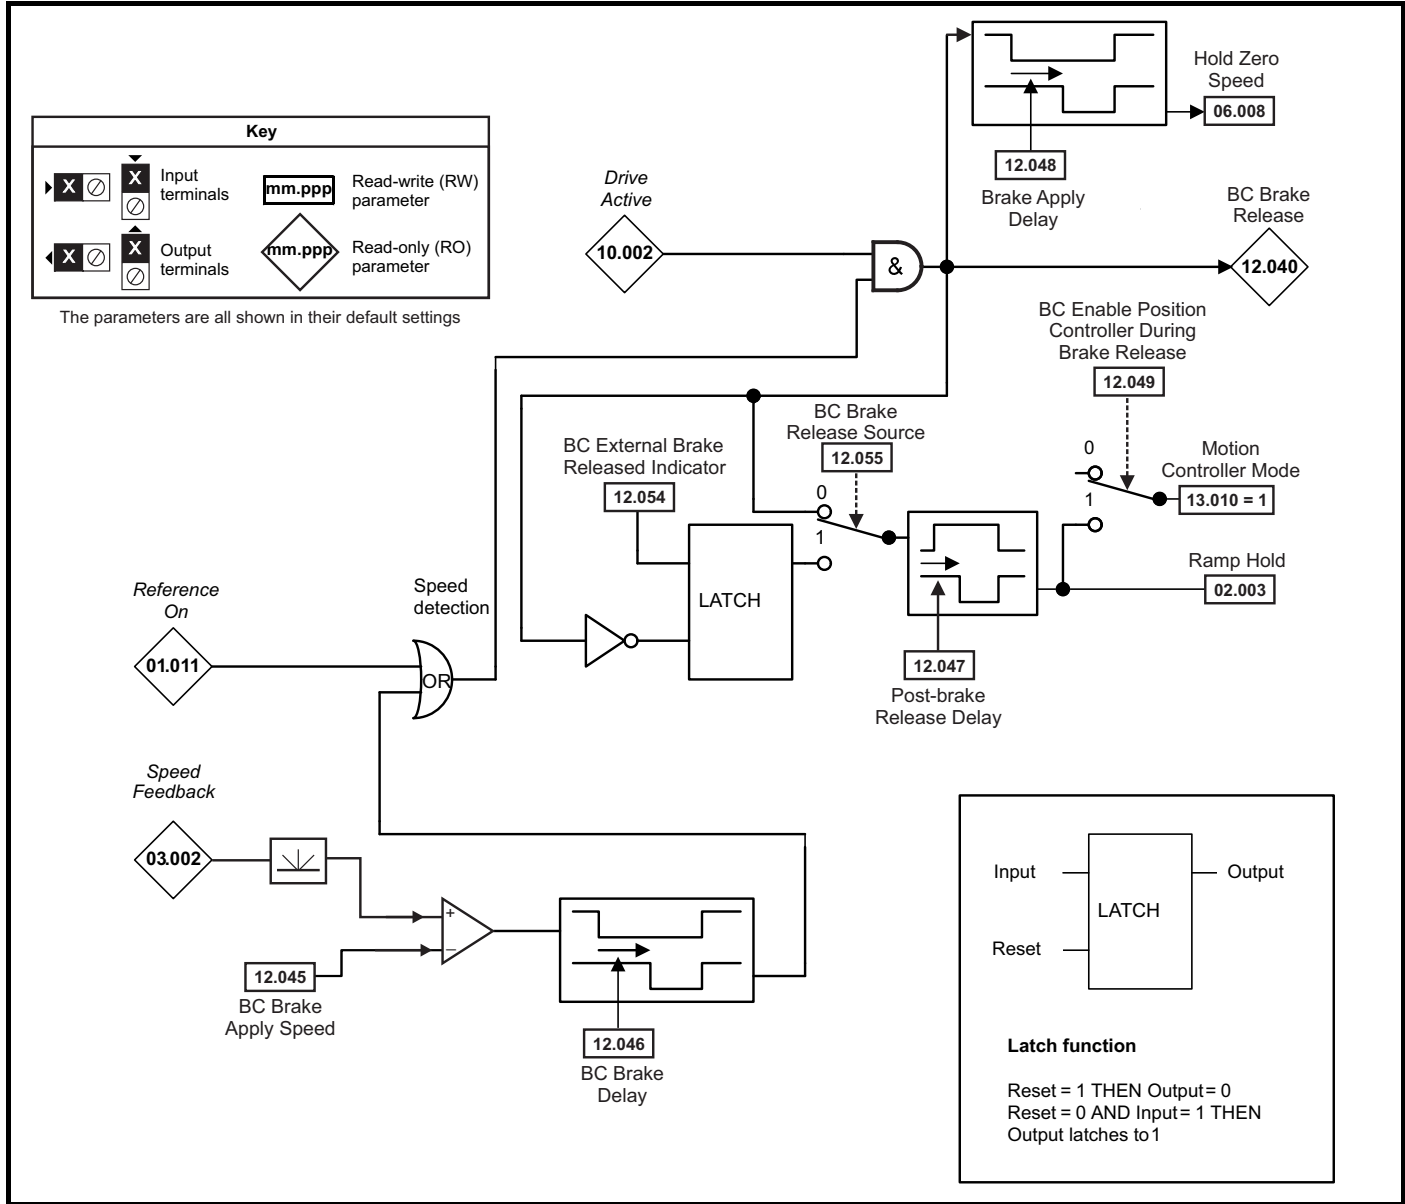 Key
X
X
Input
terminals
mm.ppp
Read-write (RW)
parameter
X
X
Output
terminals
mm.ppp
Read-only (RO)
parameter
The parameters are all shown in their default settings
Hold Zero
Speed
06.008
12.048
Brake Apply
Delay
Drive
Active
10.002
&
BC Brake
Release
12.040
BC Enable Position
Controller During
Brake Release
12.049
0
1
Motion
Controller Mode
13.010 = 1
BC Brake
Release Source
12.055
0
1
BC External Brake
Released Indicator
12.054
LATCH
Ramp Hold
02.003
12.047
Post-brake
Release Delay
Reference
On
01.011
Speed
detection
OR
Speed
Feedback
03.002
+
−
12.045
BC Brake
Apply Speed
12.046
BC Brake
Delay
Input
Reset
LATCH
Output
Latch function
Reset = 1 THEN Output = 0
Reset = 0 AND Input = 1 THEN
Output latches to 1